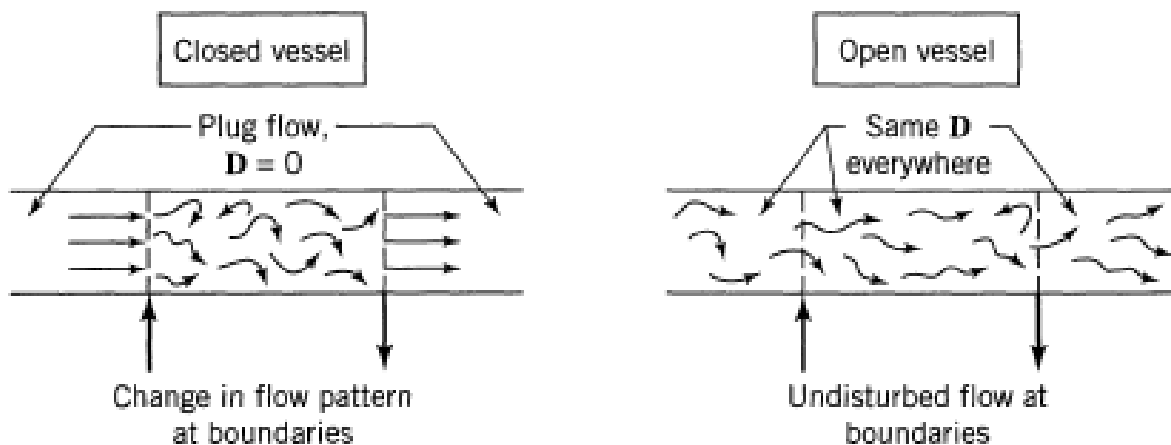 Closed vessel
Plug flow,
D = 0
Change in flow pattern
at boundaries
Open vessel
Same D
everywhere
Undisturbed flow at
boundaries